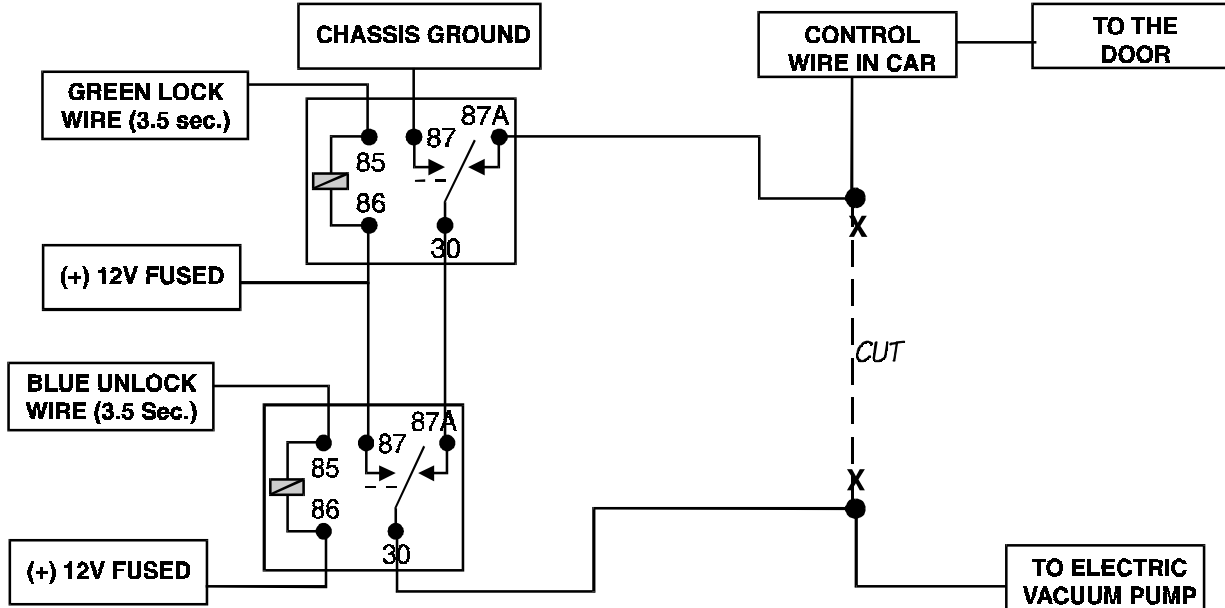 CHASSIS GROUND
CONTROL
WIRE IN CAR
TO THE
DOOR
GREEN LOCK
WIRE (3.5 sec.)
87A
87
85
86
30
(+) 12V FUSED
CUT
X
X
BLUE UNLOCK
WIRE (3.5 Sec.)
87A
87
85
86
30
(+) 12V FUSED
TO ELECTRIC
VACUUM PUMP